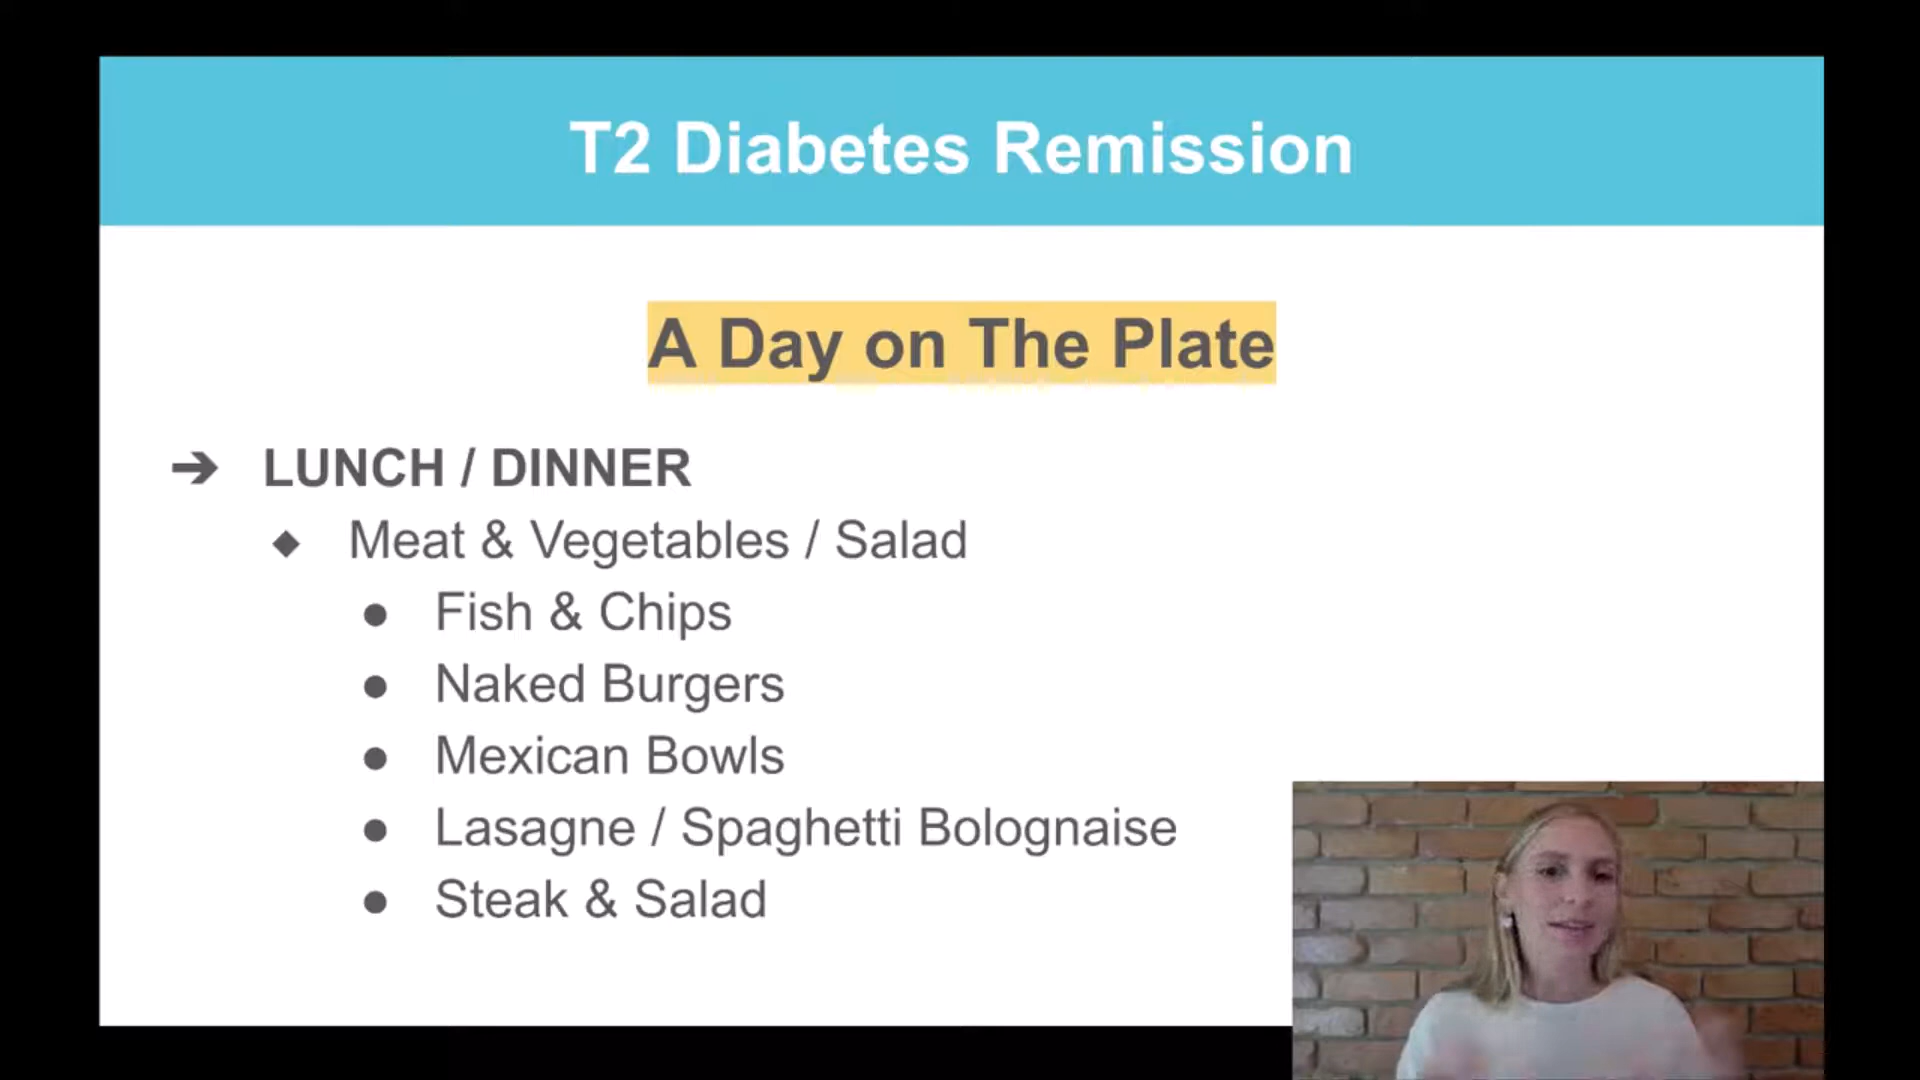 T2 Diabetes Remission
A Day on The Plate
➔ LUNCH / DINNER
◆ Meat & Vegetables / Salad
● Fish & Chips
● Naked Burgers
● Mexican Bowls
● Lasagne / Spaghetti Bolognaise
● Steak & Salad